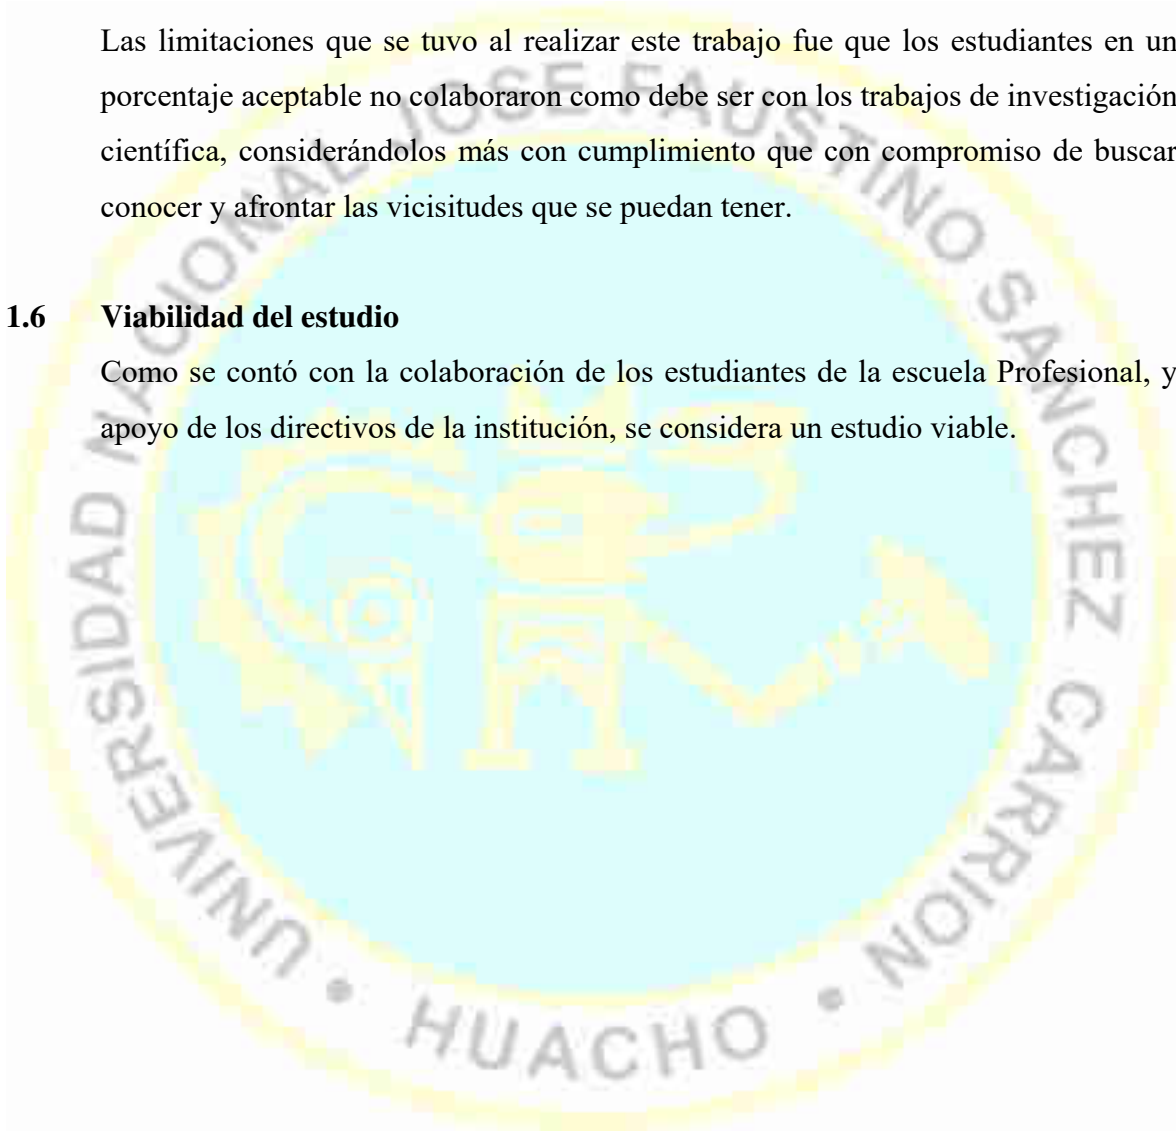 Las limitaciones que se tuvo al realizar este trabajo fue que los estudiantes en un
porcentaje aceptable no colaboraron como debe ser con los trabajos de investigación
científica, considerándolos más con cumplimiento que con compromiso de buscar
conocer y afrontar las vicisitudes que se puedan tener.
1.6 Viabilidad del estudio
Como se contó con la colaboración de los estudiantes de la escuela Profesional, y
apoyo de los directivos de la institución, se considera un estudio viable.
UNIVERSIDAD NACIONAL JOSE FAUSTINO SANCHEZ CARRION • HUACHO •